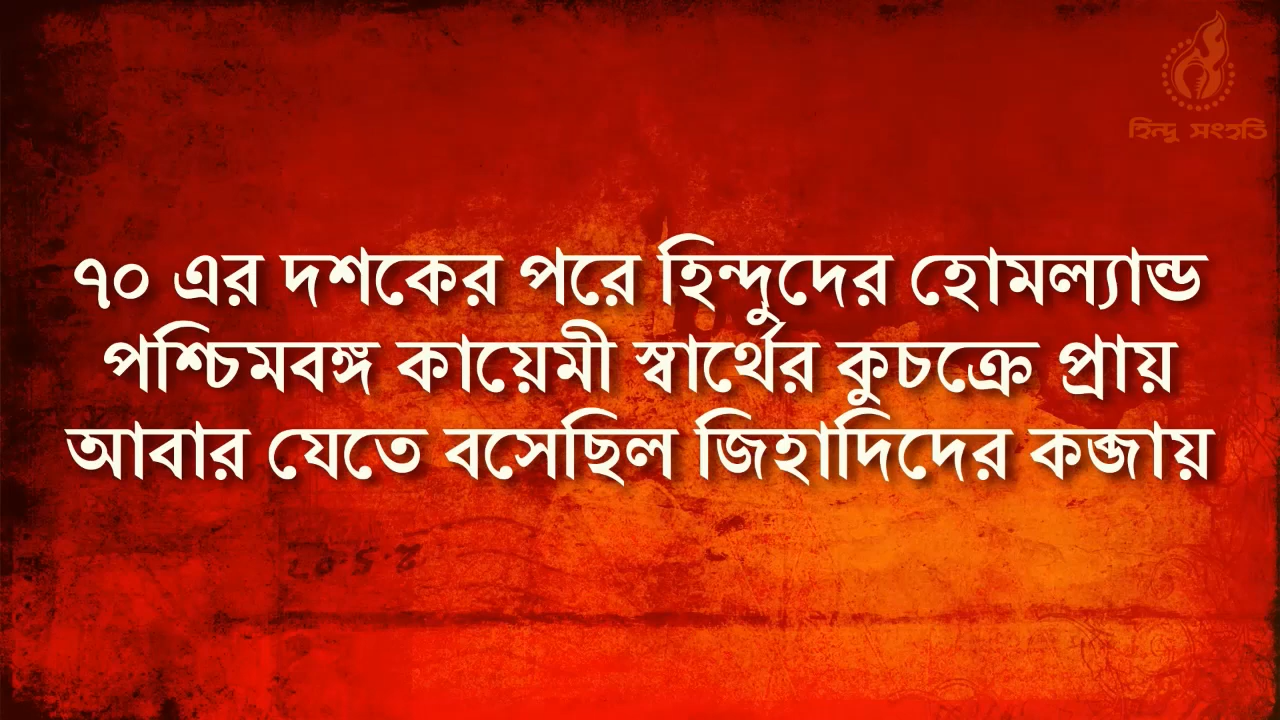 হিন্দু সংহতি
৭০ এর দশকের পরে হিন্দুদের হোমল্যান্ড
পশ্চিমবঙ্গ কায়েমী স্বার্থের কুচক্রে প্রায়
আবার যেতে বসেছিল জিহাদিদের কব্জায়